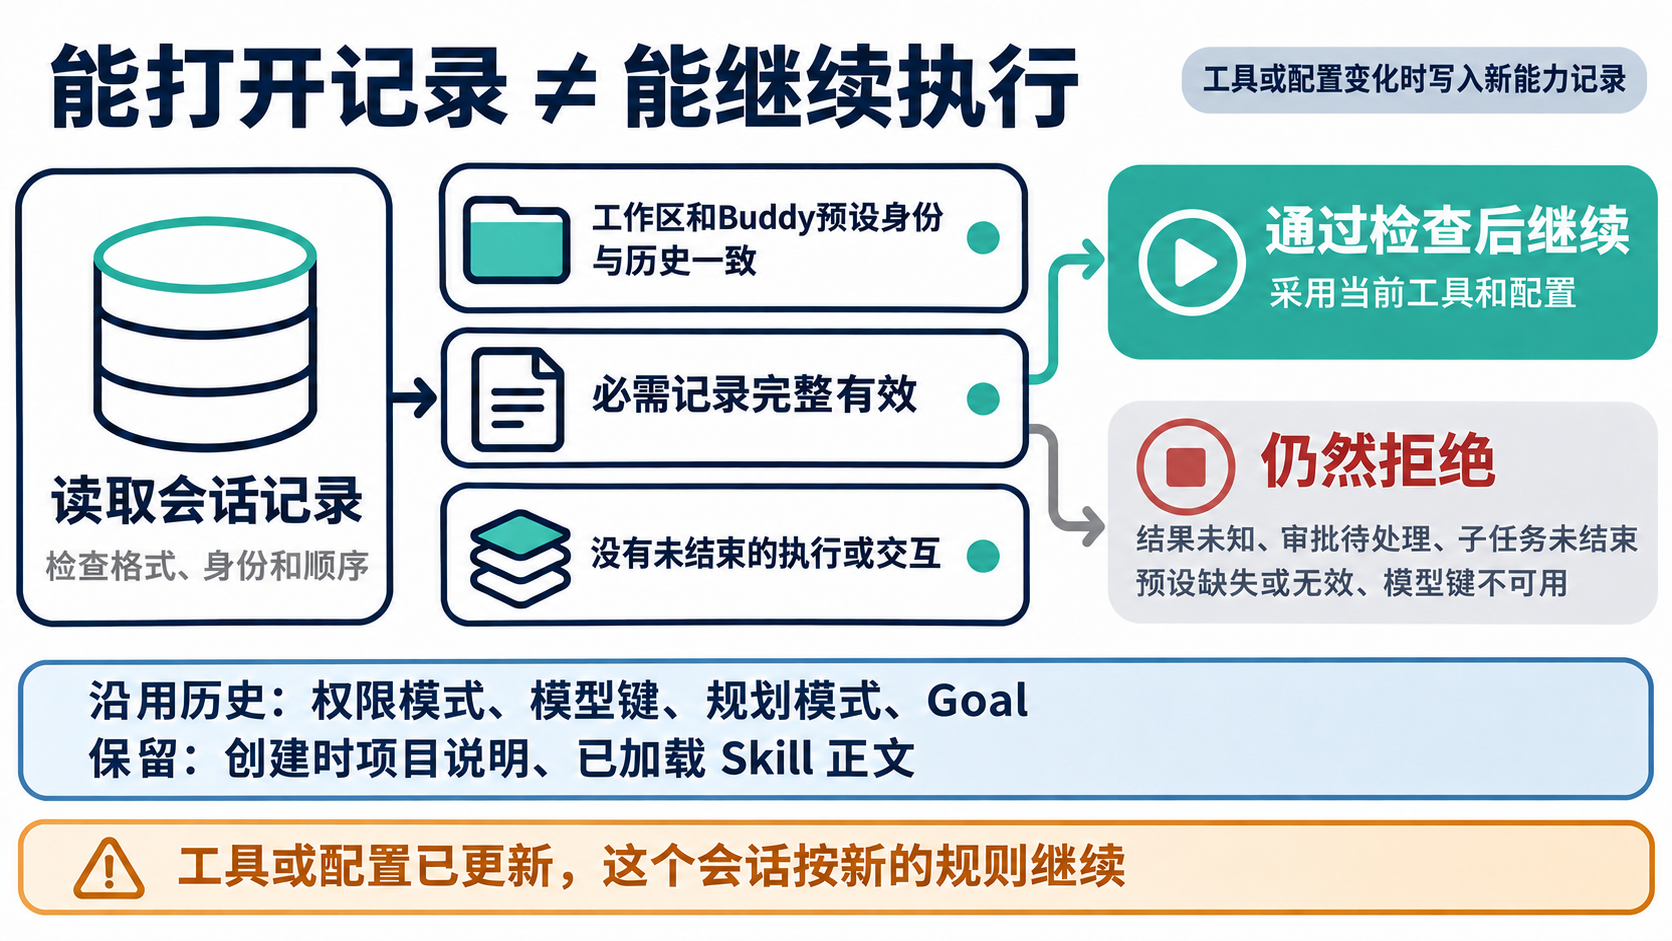 能打开记录 ≠ 能继续执行
工具或配置变化时写入新能力记录
读取会话记录
检查格式、身份和顺序
工作区和Buddy预设身份
与历史一致
必需记录完整有效
没有未结束的执行或交互
通过检查后继续
采用当前工具和配置
仍然拒绝
结果未知、审批待处理、子任务未结束
预设缺失或无效、模型键不可用
沿用历史：权限模式、模型键、规划模式、Goal
保留：创建时项目说明、已加载 Skill 正文
工具或配置已更新，这个会话按新的规则继续